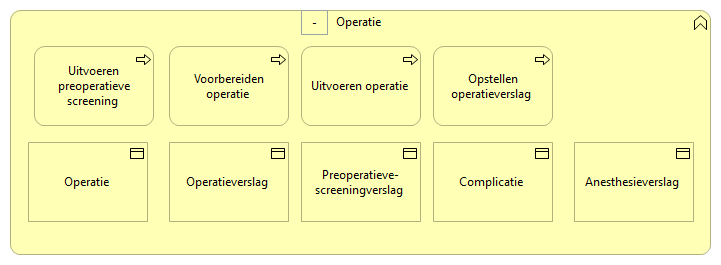 - Operatie
Uitvoeren
preoperatieve
screening
Voorbereiden
operatie
Uitvoeren operatie
Opstellen
operatieverslag
Operatie
Operatieverslag
Preoperatieve-
screeningverslag
Complicatie
Anesthesieverslag